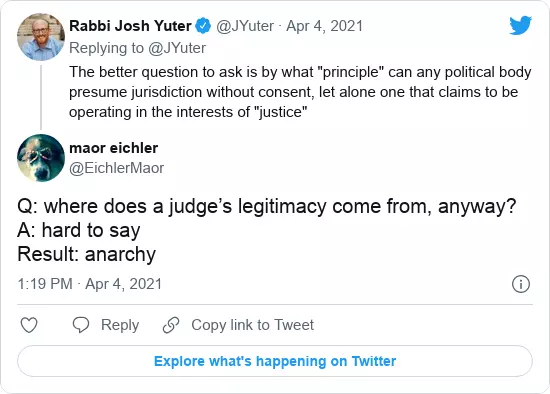 Rabbi Josh Yuter @JYuter · Apr 4, 2021
Replying to @JYuter
The better question to ask is by what "principle" can any political body
presume jurisdiction without consent, let alone one that claims to be
operating in the interests of "justice"
maor eichler
@EichlerMaor
Q: where does a judge’s legitimacy come from, anyway?
A: hard to say
Result: anarchy
1:19 PM · Apr 4, 2021
Reply
Copy link to Tweet
Explore what's happening on Twitter